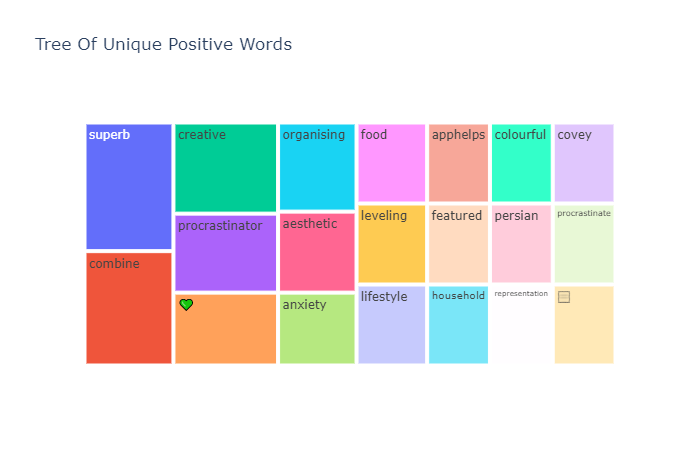 Tree Of Unique Positive Words
superb
combine
creative
procrastinator
💚
organising
aesthetic
anxiety
food
leveling
lifestyle
apphelps
featured
household
colourful
persian
representation
covey
procrastinate